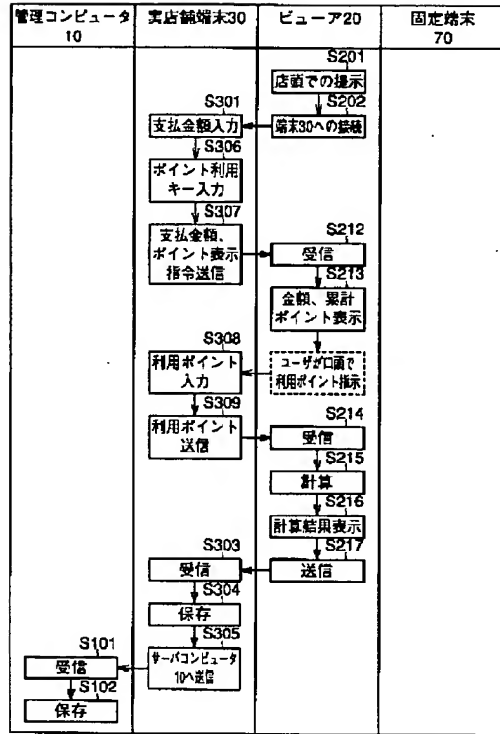 管理コンピュータ
10
実店舗端末30
ビューア20
固定端末
70
S201
店頭での提示
S202
端末30への接続
S301
支払金額入力
S306
ポイント利用
キー入力
S307
支払金額、
ポイント表示
指令送信
S212
受信
S213
金額、累計
ポイント表示
ユーザが口頭で
利用ポイント指示
S308
利用ポイント
入力
S309
利用ポイント
送信
S214
受信
S215
計算
S216
計算結果表示
S217
送信
S303
受信
S304
保存
S305
サーバコンピュータ
10へ送信
S101
受信
S102
保存